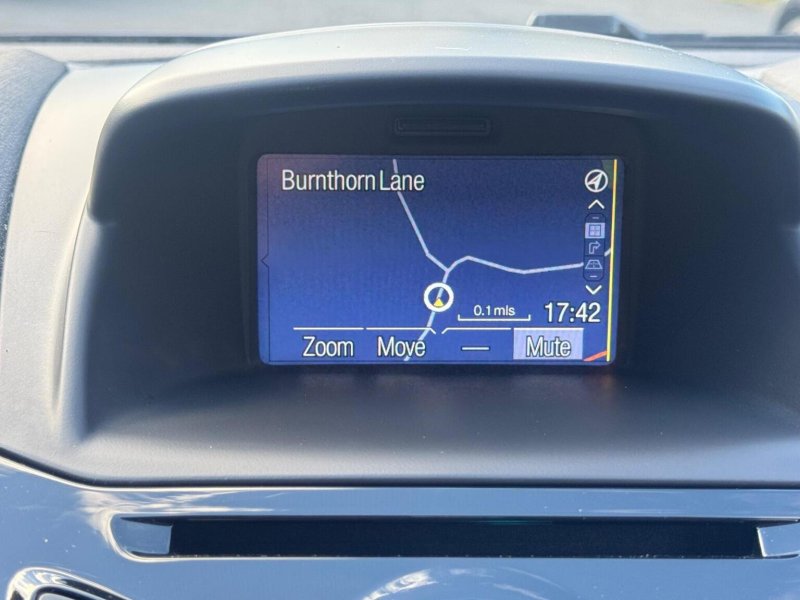 Burnthorn Lane
0.1 mls
17:42
Zoom Move Mute